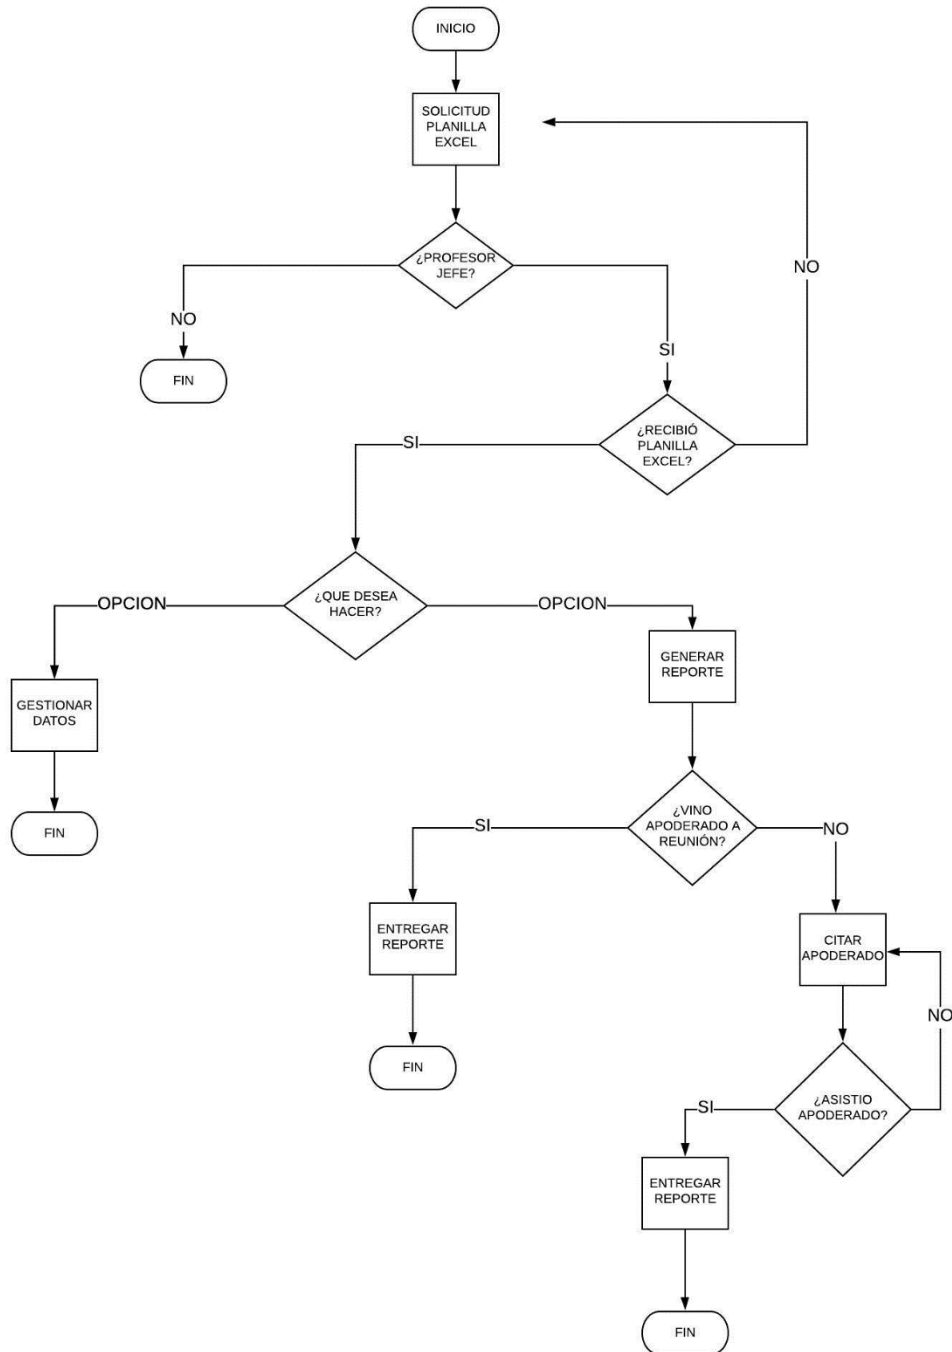 INICIO
SOLICITUD
PLANILLA
EXCEL
¿PROFESOR
JEFE?
NO
NO
SI
FIN
¿RECIBIÓ
PLANILLA
EXCEL?
SI
¿QUE DESEA
HACER?
OPCION
OPCION
GENERAR
REPORTE
GESTIONAR
DATOS
¿VINO
APODERADO A
REUNIÓN?
SI
NO
FIN
ENTREGAR
REPORTE
CITAR
APODERADO
NO
FIN
¿ASISTIO
APODERADO?
SI
ENTREGAR
REPORTE
FIN